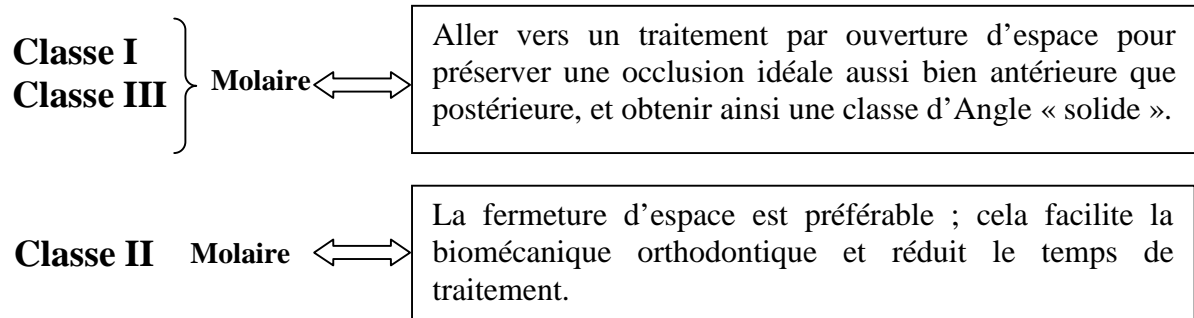 Classe I
Classe III
Molaire
Aller vers un traitement par ouverture d’espace pour
préserver une occlusion idéale aussi bien antérieure que
postérieure, et obtenir ainsi une classe d’Angle « solide ».
Classe II Molaire
La fermeture d’espace est préférable ; cela facilite la
biomécanique orthodontique et réduit le temps de
traitement.